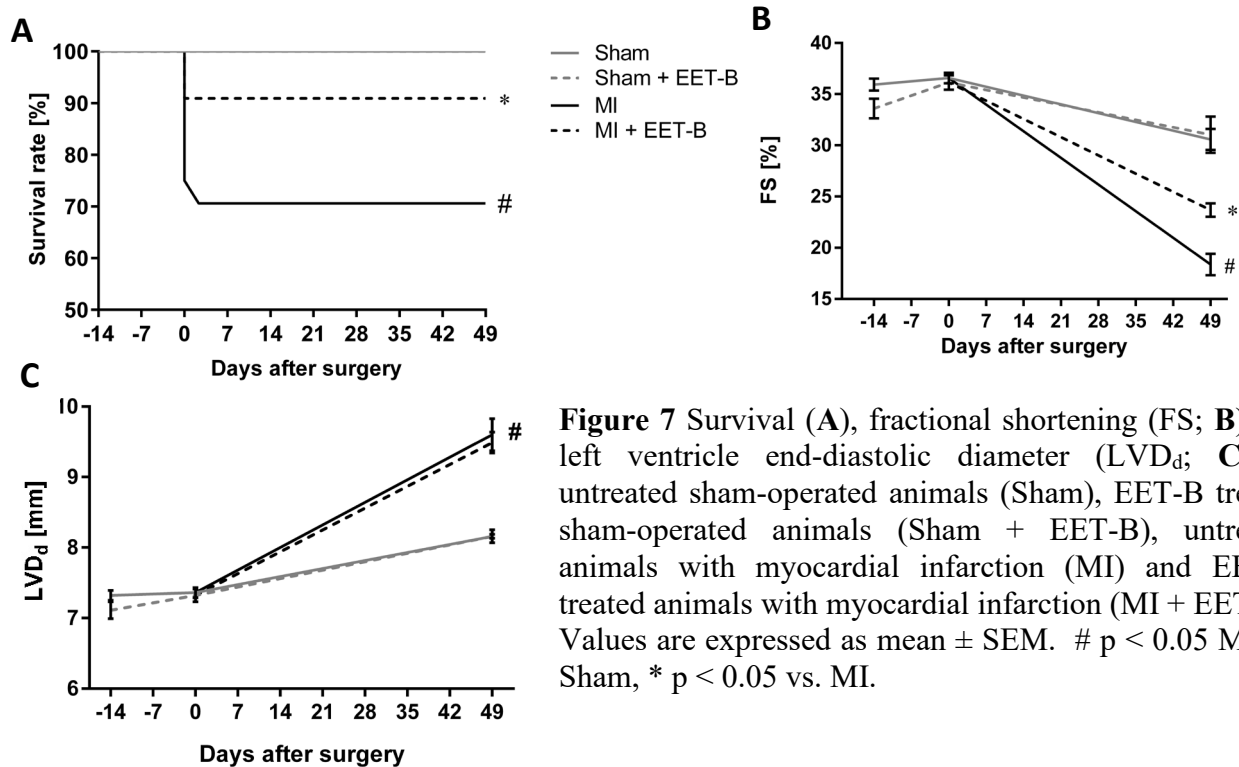 A
Survival rate [%]
100
90
80
70
60
50
-14 -7 0 7 14 21 28 35 42 49
Days after surgery
*
#
Sham
Sham + EET-B
MI
MI + EET-B
B
FS [%]
40
35
30
25
20
15
-14 -7 0 7 14 21 28 35 42 49
Days after surgery
*
#
C
LVDd [mm]
10
9
8
7
6
-14 -7 0 7 14 21 28 35 42 49
Days after surgery
#
Figure 7 Survival (A), fractional shortening (FS; B)
left ventricle end-diastolic diameter (LVDd; C
untreated sham-operated animals (Sham), EET-B tre
sham-operated animals (Sham + EET-B), untre
animals with myocardial infarction (MI) and EE
treated animals with myocardial infarction (MI + EET
Values are expressed as mean ± SEM. # p < 0.05 M
Sham, * p < 0.05 vs. MI.